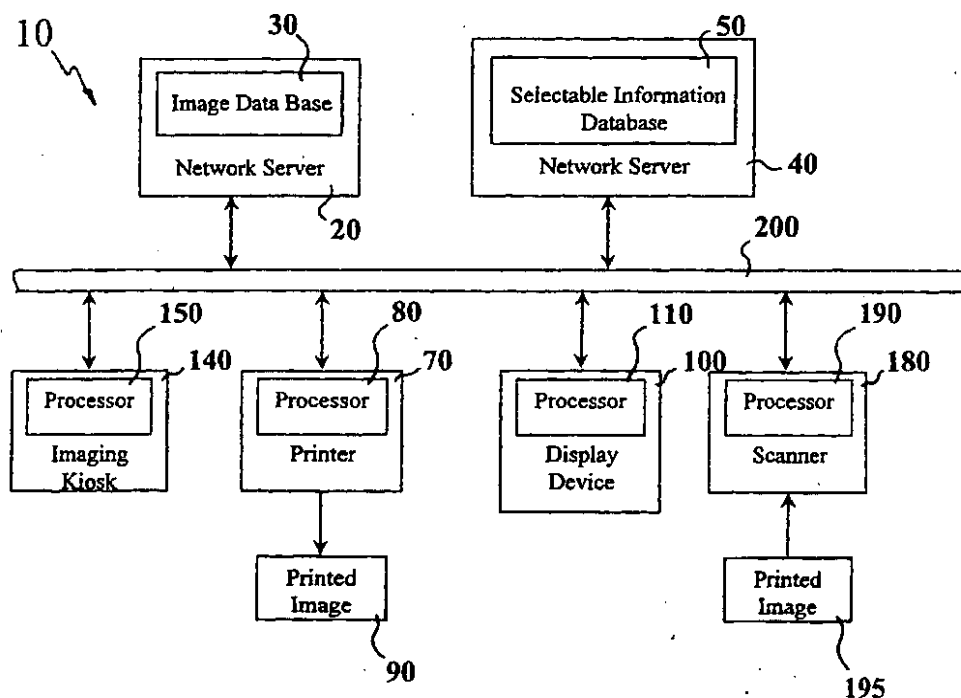 10
30
50
Image Data Base
Selectable Information
Database
Network Server
Network Server
40
20
200
150
80
110
190
140
70
100
180
Processor
Processor
Processor
Processor
Imaging
Kiosk
Printer
Display
Device
Scanner
Printed
Image
Printed
Image
90
195